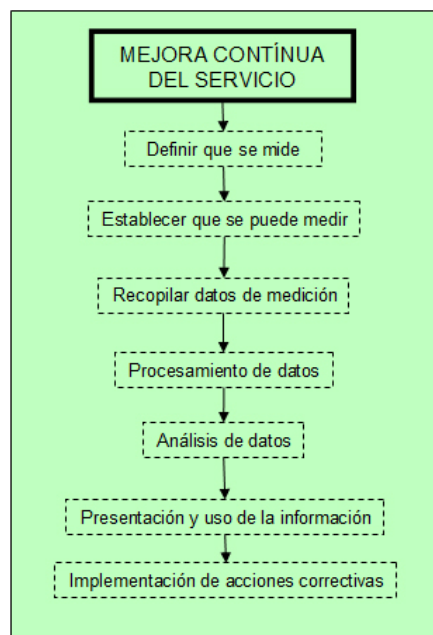 MEJORA CONTÍNUA
DEL SERVICIO
Definir que se mide
Establecer que se puede medir
Recopilar datos de medición
Procesamiento de datos
Análisis de datos
Presentación y uso de la información
Implementación de acciones correctivas